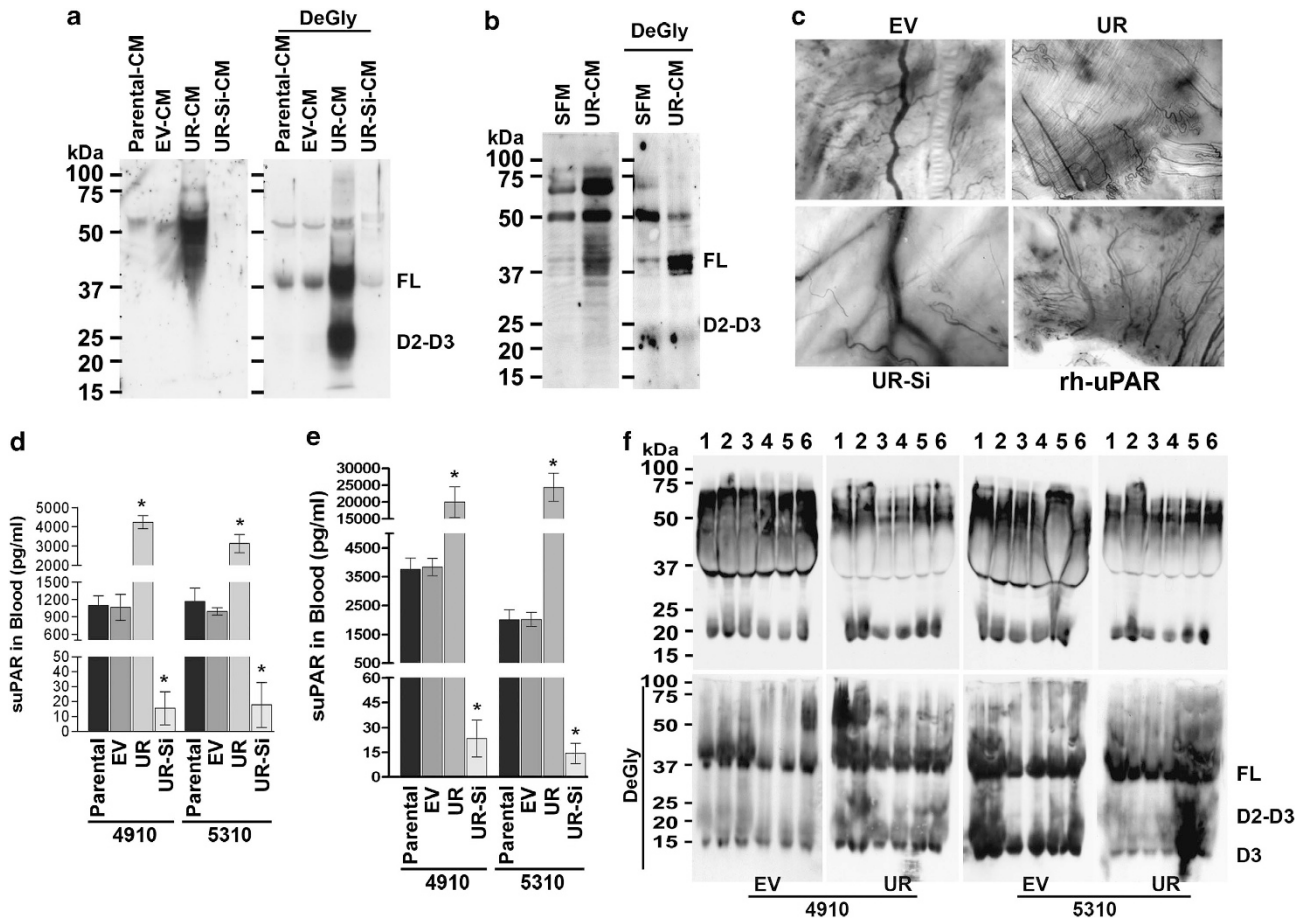 a
DeGly
Parental-CM
EV-CM
UR-CM
UR-Si-CM
Parental-CM
EV-CM
UR-CM
UR-Si-CM
kDa
100
75
50
37
25
20
15
FL
D2-D3
b
DeGly
SFM
UR-CM
SFM
UR-CM
kDa
100
75
50
37
25
20
15
FL
D2-D3
c
EV
UR
UR-Si
rh-uPAR
d
suPAR in Blood (pg/ml)
5000
4000
3000
2000
1500
1200
900
600
50
40
30
20
10
0
*
*
*
*
Parental
EV
UR
UR-Si
Parental
EV
UR
UR-Si
4910
5310
e
suPAR in Blood (pg/ml)
30000
25000
20000
15000
4500
3500
2500
1500
500
60
45
30
15
0
*
*
*
*
Parental
EV
UR
UR-Si
Parental
EV
UR
UR-Si
4910
5310
f
kDa
1 2 3 4 5 6
1 2 3 4 5 6
1 2 3 4 5 6
1 2 3 4 5 6
100
75
50
37
25
20
15
DeGly
100
75
50
37
25
20
15
FL
D2-D3
D3
EV
UR
EV
UR
4910
5310